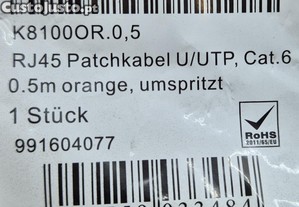 CustoJusto.pt
K8100OR.0,5
RJ45 Patchkabel U/UTP, Cat.6
0.5m orange, umspritzt
1 Stück
991604077
RoHS
2011/65/EU